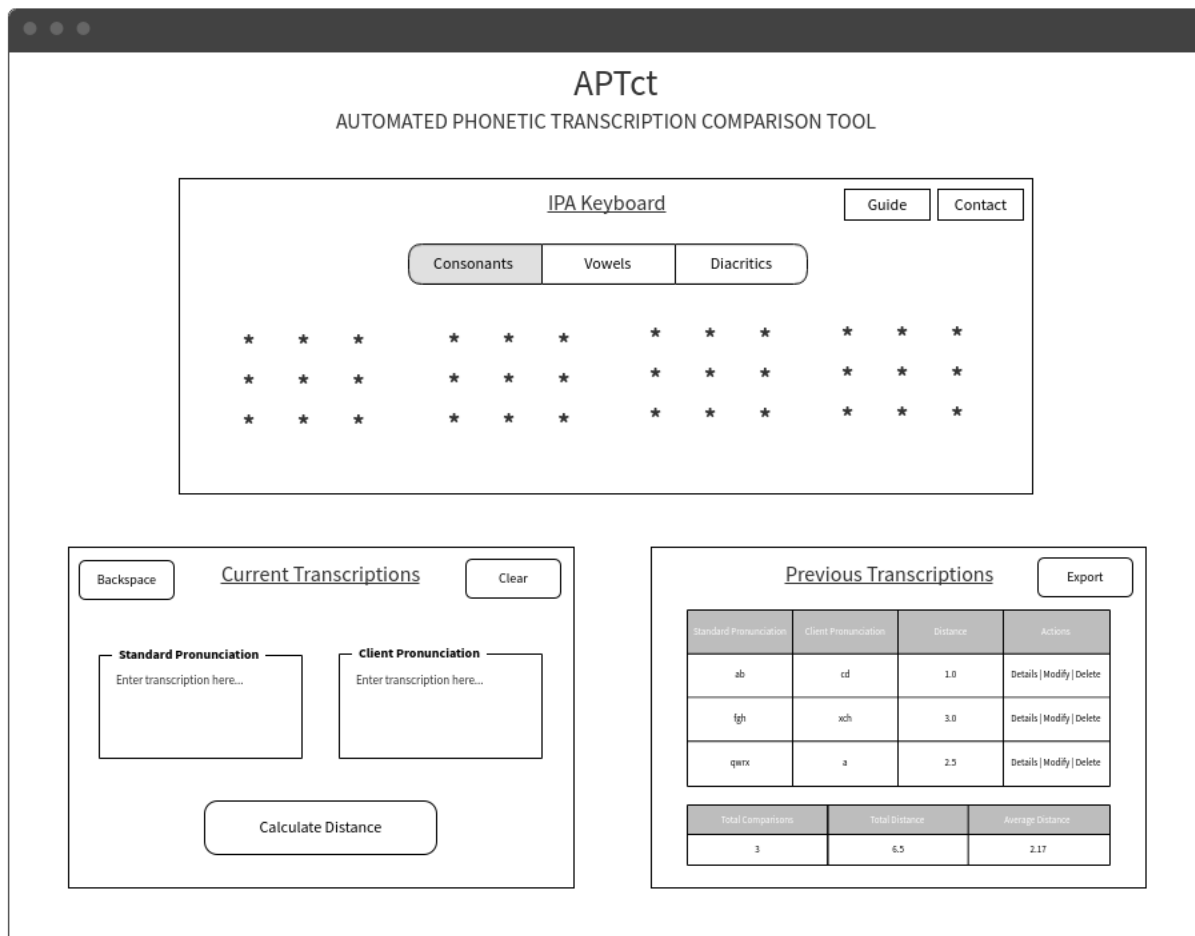 APTct
AUTOMATED PHONETIC TRANSCRIPTION COMPARISON TOOL
IPA Keyboard
Guide
Contact
Consonants
Vowels
Diacritics
* * * * * * * * * * * *
* * * * * * * * * * * *
* * * * * * * * * * * *
Backspace
Current Transcriptions
Clear
Standard Pronunciation
Enter transcription here...
Client Pronunciation
Enter transcription here...
Calculate Distance
Previous Transcriptions
Export
Standard Pronunciation Client Pronunciation Distance Actions
ab cd 1.0 Details | Modify | Delete
fgh xch 3.0 Details | Modify | Delete
qwrx a 2.5 Details | Modify | Delete
Total Comparisons Total Distance Average Distance
3 6.5 2.17